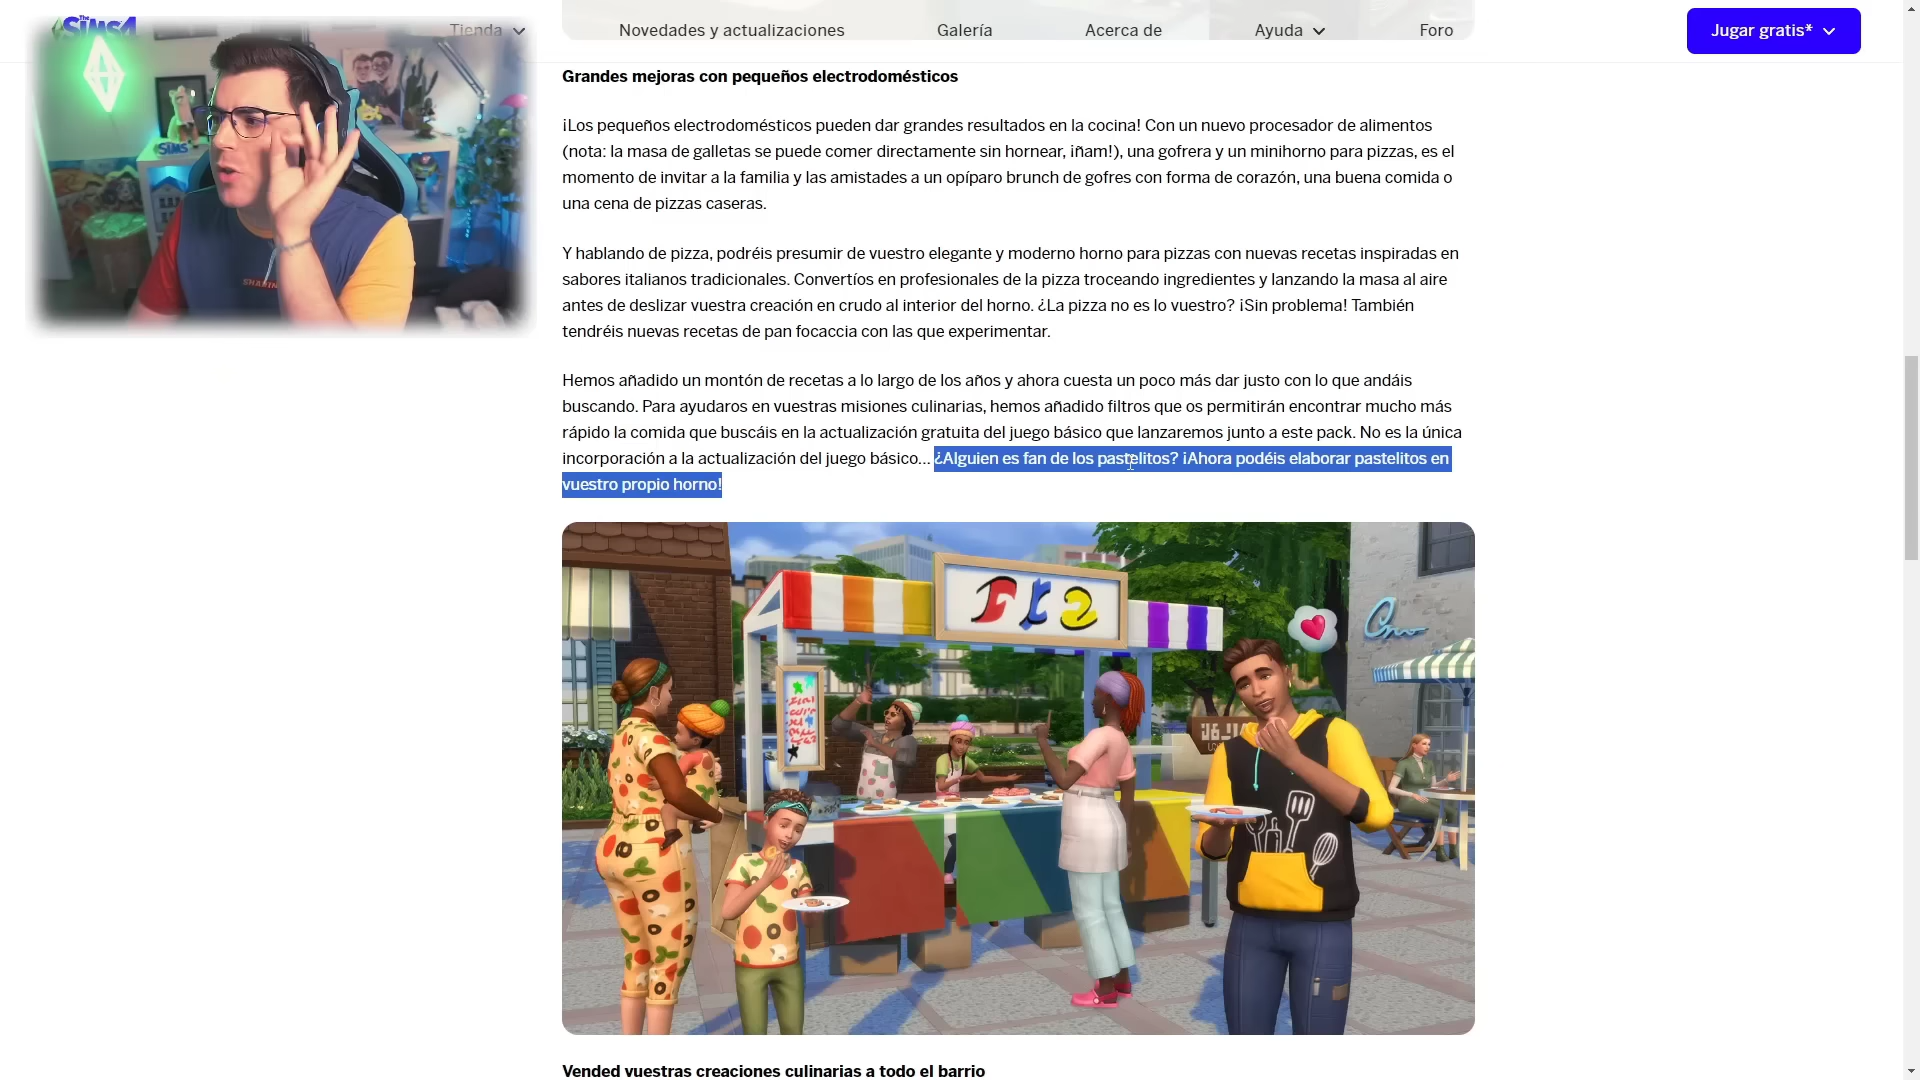 The
SIMS 4
Tienda
Novedades y actualizaciones
Galería
Acerca de
Ayuda
Foro
Jugar gratis*
SIMS
Grandes mejoras con pequeños electrodomésticos
¡Los pequeños electrodomésticos pueden dar grandes resultados en la cocina! Con un nuevo procesador de alimentos
(nota: la masa de galletas se puede comer directamente sin hornear, ¡ñam!), una gofrera y un minihorno para pizzas, es el
momento de invitar a la familia y las amistades a un opíparo brunch de gofres con forma de corazón, una buena comida o
una cena de pizzas caseras.
Y hablando de pizza, podréis presumir de vuestro elegante y moderno horno para pizzas con nuevas recetas inspiradas en
sabores italianos tradicionales. Convertíos en profesionales de la pizza troceando ingredientes y lanzando la masa al aire
antes de deslizar vuestra creación en crudo al interior del horno. ¿La pizza no es lo vuestro? ¡Sin problema! También
tendréis nuevas recetas de pan focaccia con las que experimentar.
Hemos añadido un montón de recetas a lo largo de los años y ahora cuesta un poco más dar justo con lo que andáis
buscando. Para ayudaros en vuestras misiones culinarias, hemos añadido filtros que os permitirán encontrar mucho más
rápido la comida que buscáis en la actualización gratuita del juego básico que lanzaremos junto a este pack. No es la única
incorporación a la actualización del juego básico... ¿Alguien es fan de los pastelitos? ¡Ahora podéis elaborar pastelitos en
vuestro propio horno!
Vended vuestras creaciones culinarias a todo el barrio